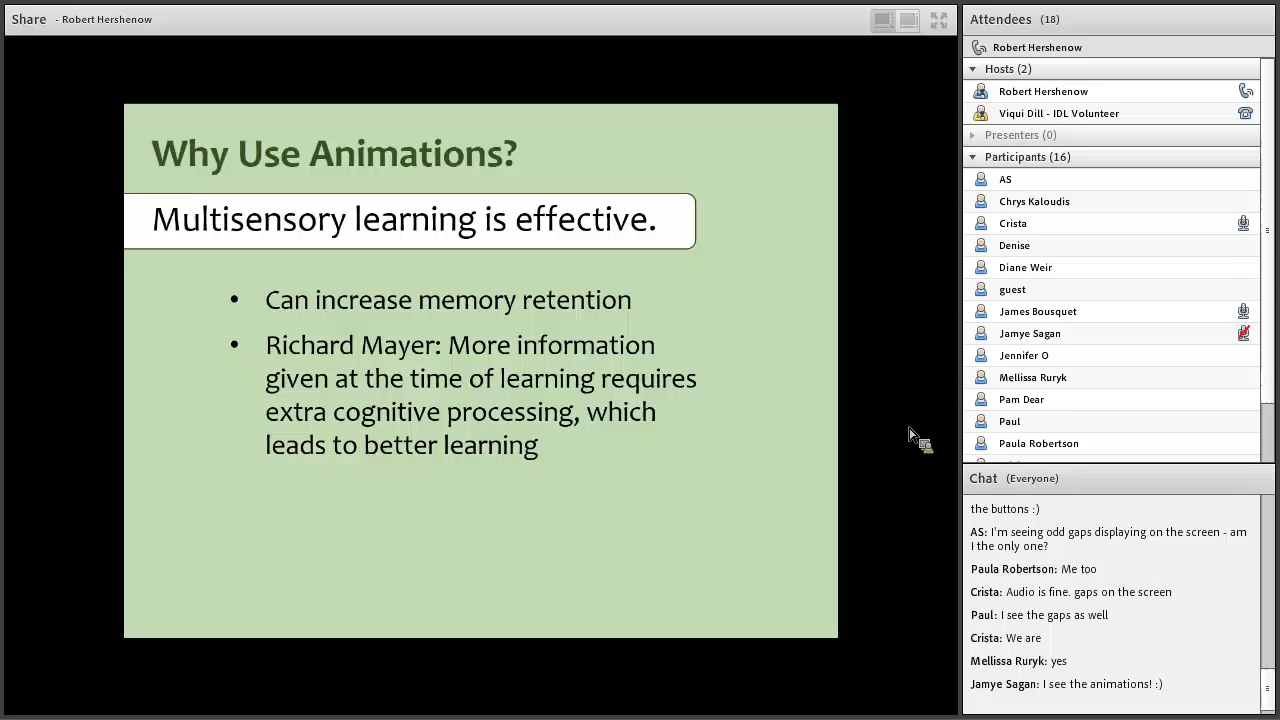 Share - Robert Hershenow
Why Use Animations?
Multisensory learning is effective.
• Can increase memory retention
• Richard Mayer: More information
given at the time of learning requires
extra cognitive processing, which
leads to better learning
Attendees (18)
Robert Hershenow
Hosts (2)
Robert Hershenow
Viqui Dill - IDL Volunteer
Presenters (0)
Participants (16)
AS
Chrys Kaloudis
Crista
Denise
Diane Weir
guest
James Bousquet
Jamye Sagan
Jennifer O
Mellissa Ruryk
Pam Dear
Paul
Paula Robertson
Chat (Everyone)
the buttons :)
AS: I'm seeing odd gaps displaying on the screen - am
I the only one?
Paula Robertson: Me too
Crista: Audio is fine. gaps on the screen
Paul: I see the gaps as well
Crista: We are
Mellissa Ruryk: yes
Jamye Sagan: I see the animations! :)